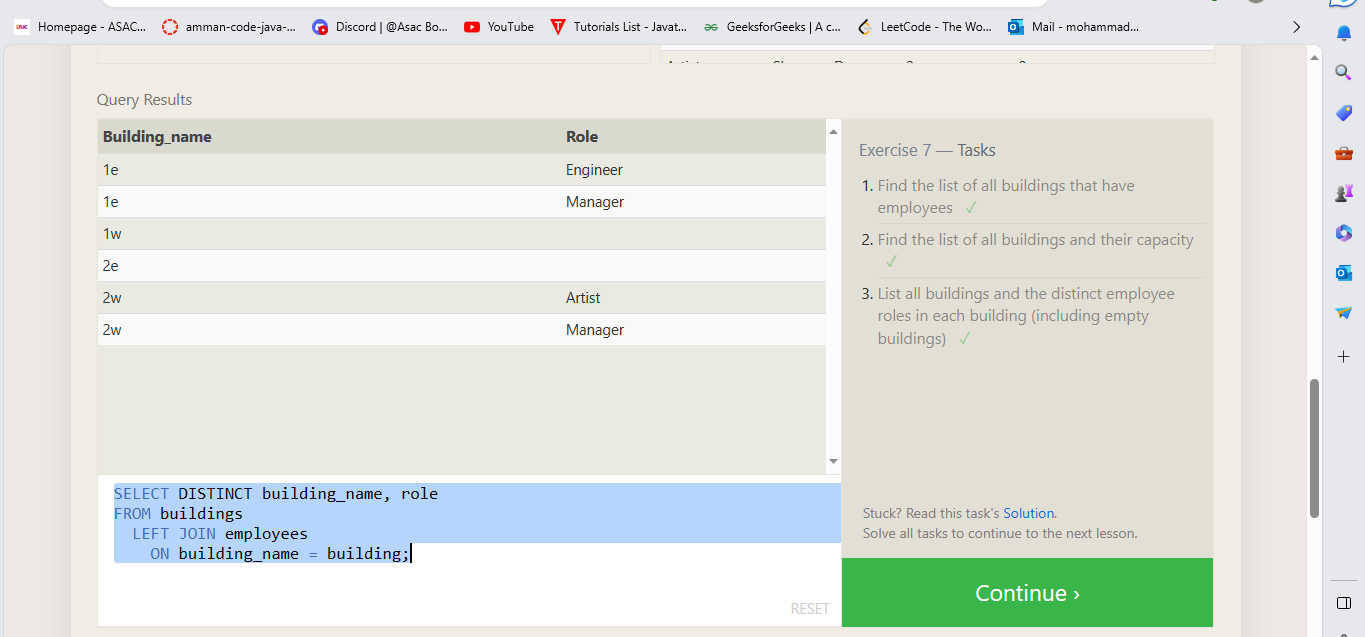 Homepage - ASAC... amman-code-java-... Discord | @Asac Bo... YouTube Tutorials List - Javat... GeeksforGeeks | A c... LeetCode - The Wo... Mail - mohammad...
Query Results
Building_name Role
1e Engineer
1e Manager
1w
2e
2w Artist
2w Manager
Exercise 7 — Tasks
1. Find the list of all buildings that have
employees ✓
2. Find the list of all buildings and their capacity
✓
3. List all buildings and the distinct employee
roles in each building (including empty
buildings) ✓
SELECT DISTINCT building_name, role
FROM buildings
LEFT JOIN employees
ON building_name = building;
RESET
Stuck? Read this task's Solution.
Solve all tasks to continue to the next lesson.
Continue ›